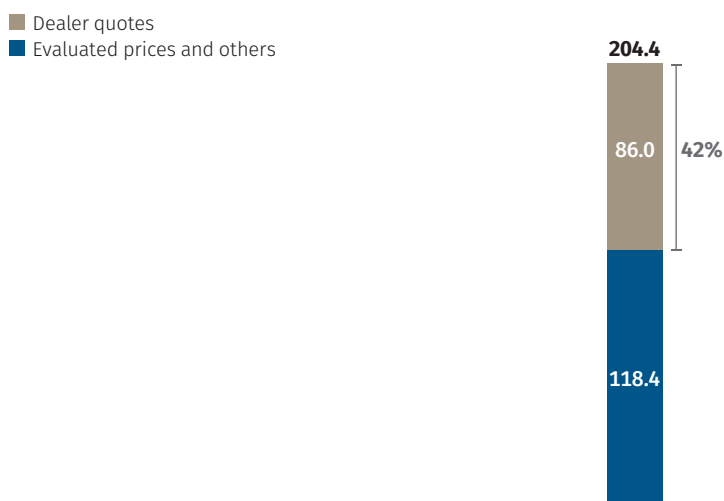 Dealer quotes
Evaluated prices and others
204.4
86.0
42%
118.4